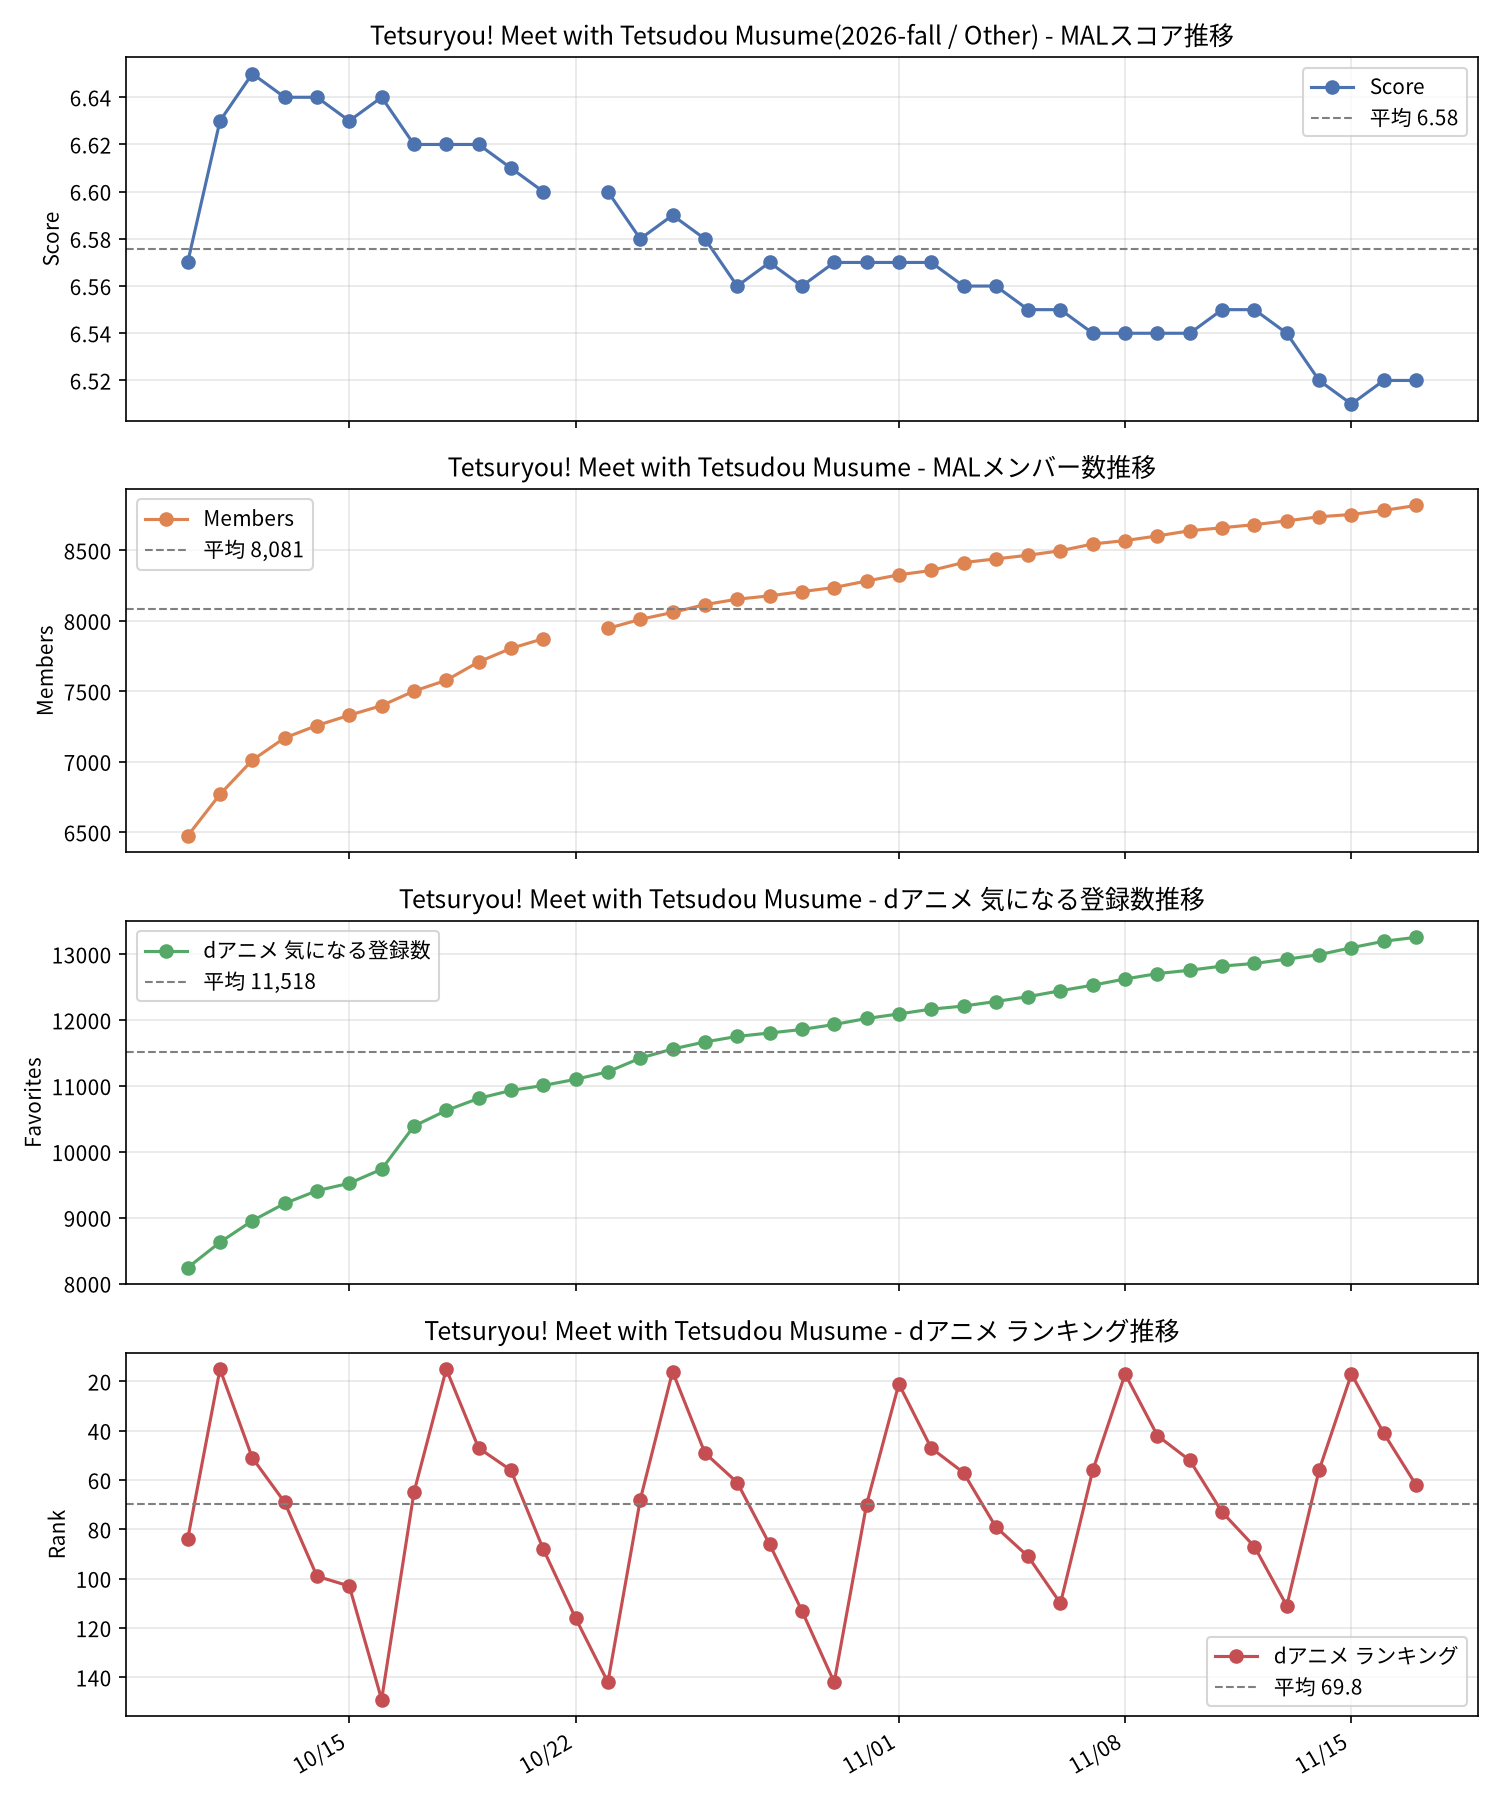 Tetsuryou! Meet with Tetsudou Musume(2026-fall / Other) - MALスコア推移
Score
平均 6.58
Score
6.64
6.62
6.60
6.58
6.56
6.54
6.52
Tetsuryou! Meet with Tetsudou Musume - MALメンバー数推移
Members
平均 8,081
Members
8500
8000
7500
7000
6500
Tetsuryou! Meet with Tetsudou Musume - dアニメ 気になる登録数推移
dアニメ 気になる登録数
平均 11,518
Favorites
13000
12000
11000
10000
9000
8000
Tetsuryou! Meet with Tetsudou Musume - dアニメ ランキング推移
Rank
20
40
60
80
100
120
140
dアニメ ランキング
平均 69.8
10/15
10/22
11/01
11/08
11/15